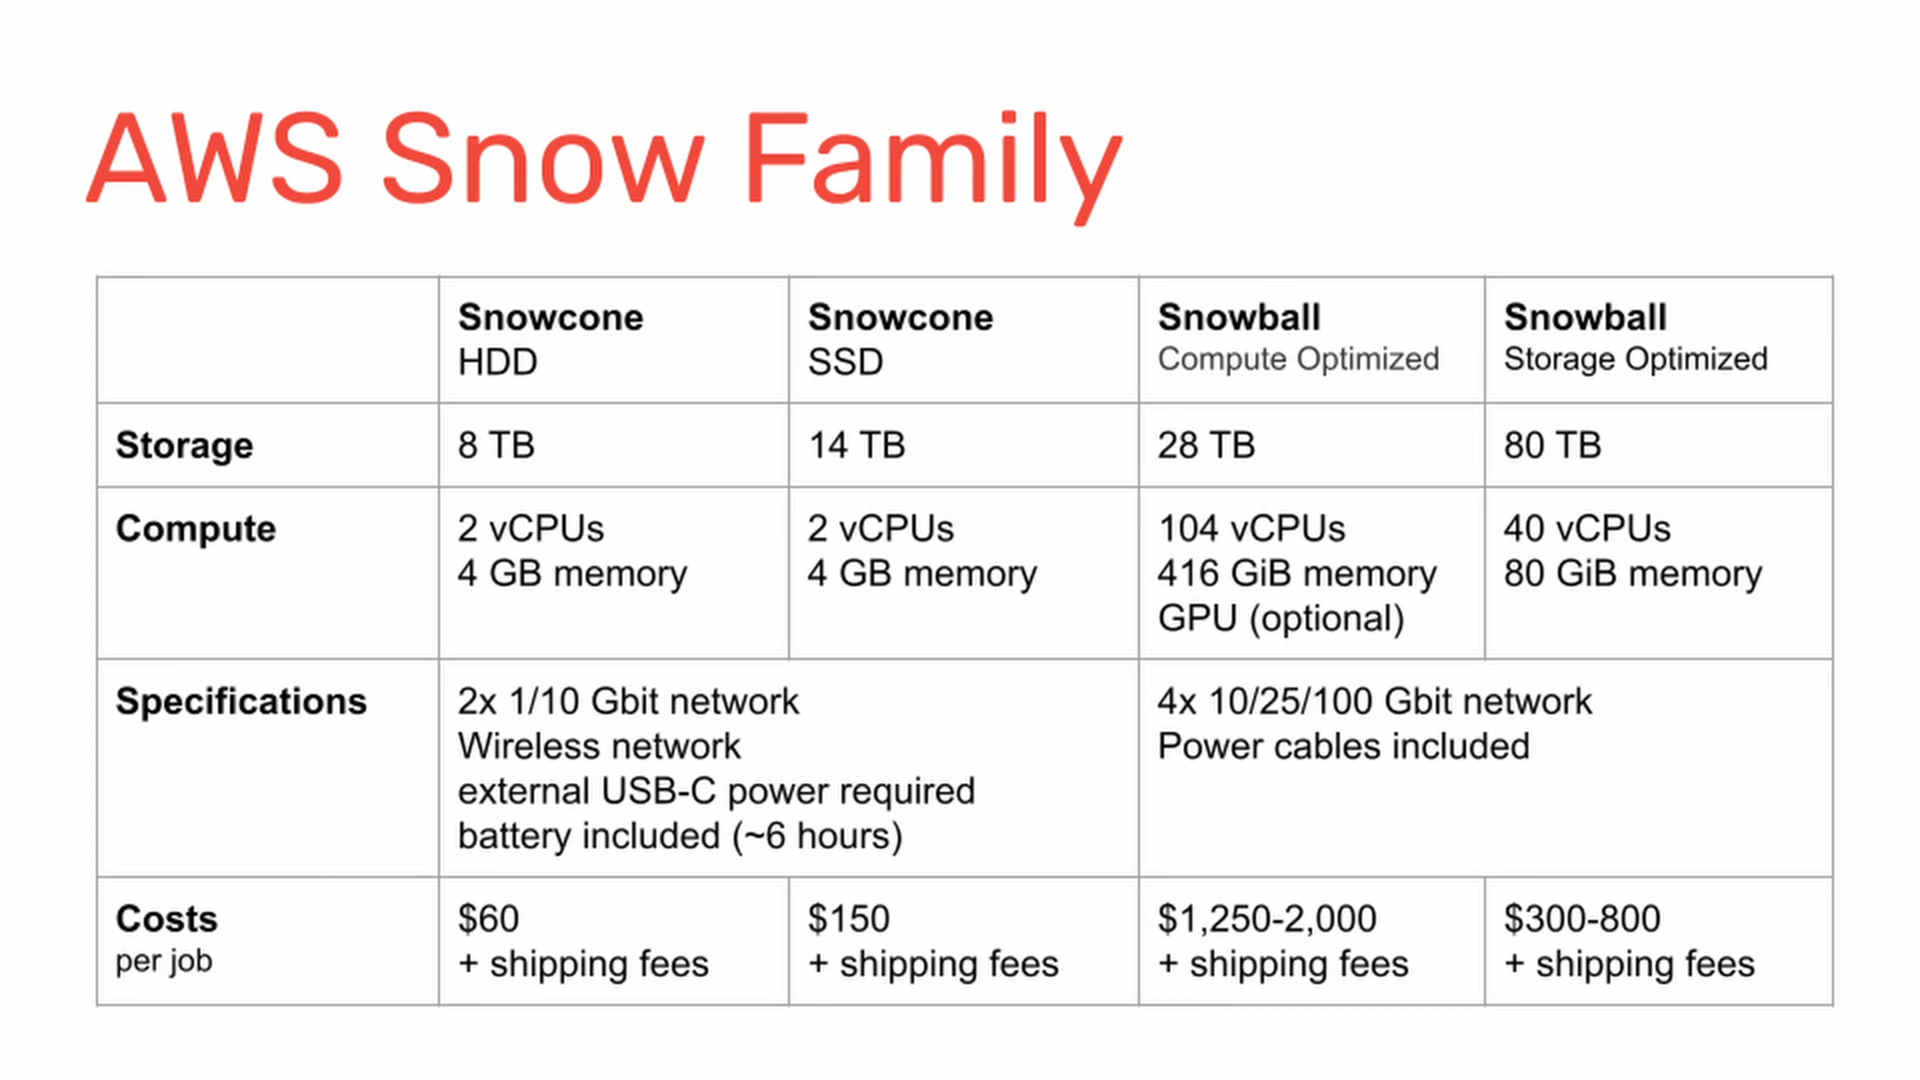 AWS Snow Family
Snowcone
HDD
Snowcone
SSD
Snowball
Compute Optimized
Snowball
Storage Optimized
Storage
8 TB
14 TB
28 TB
80 TB
Compute
2 vCPUs
4 GB memory
2 vCPUs
4 GB memory
104 vCPUs
416 GiB memory
GPU (optional)
40 vCPUs
80 GiB memory
Specifications
2x 1/10 Gbit network
Wireless network
external USB-C power required
battery included (~6 hours)
4x 10/25/100 Gbit network
Power cables included
Costs
per job
$60
+ shipping fees
$150
+ shipping fees
$1,250-2,000
+ shipping fees
$300-800
+ shipping fees